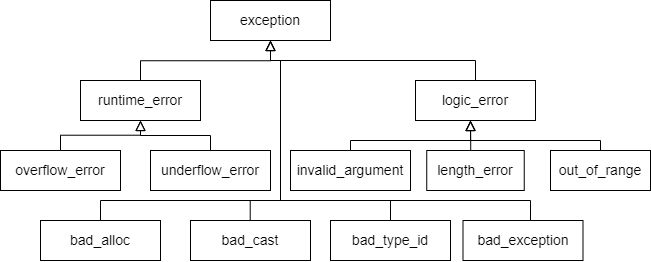 exception
runtime_error
logic_error
overflow_error
underflow_error
invalid_argument
length_error
out_of_range
bad_alloc
bad_cast
bad_type_id
bad_exception